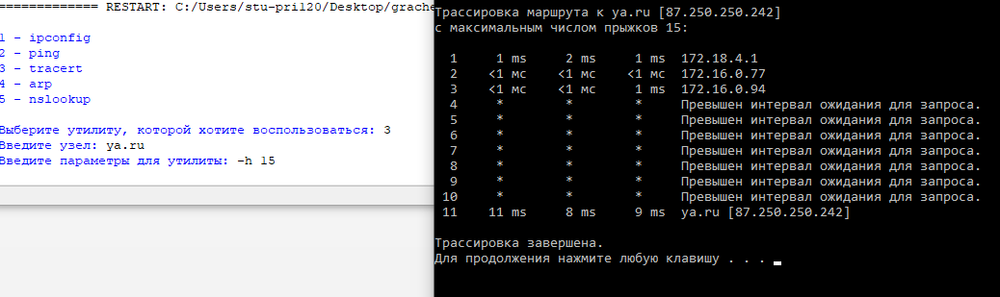 ============= RESTART: C:/Users/stu-pri120/Desktop/grache
1 - ipconfig
2 - ping
3 - tracert
4 - arp
5 - nslookup
Выберите утилиту, которой хотите воспользоваться: 3
Введите узел: ya.ru
Введите параметры для утилиты: -h 15
Трассировка маршрута к ya.ru [87.250.250.242]
с максимальным числом прыжков 15:
1 1 ms 2 ms 1 ms 172.18.4.1
2 <1 мс <1 мс <1 мс 172.16.0.77
3 <1 мс <1 мс 1 ms 172.16.0.94
4 * * * Превышен интервал ожидания для запроса.
5 * * * Превышен интервал ожидания для запроса.
6 * * * Превышен интервал ожидания для запроса.
7 * * * Превышен интервал ожидания для запроса.
8 * * * Превышен интервал ожидания для запроса.
9 * * * Превышен интервал ожидания для запроса.
10 * * * Превышен интервал ожидания для запроса.
11 11 ms 8 ms 9 ms ya.ru [87.250.250.242]
Трассировка завершена.
Для продолжения нажмите любую клавишу . . .